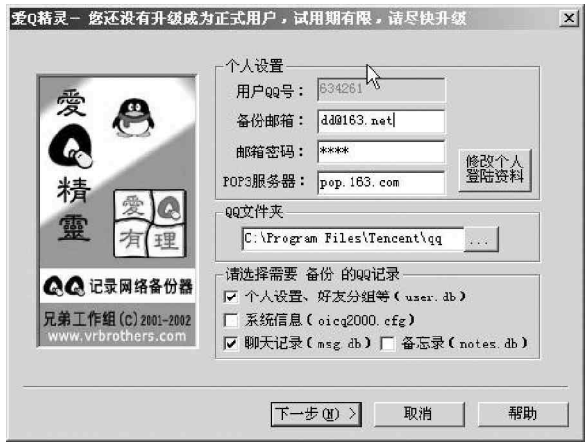 爱Q精灵- 您还没有升级成为正式用户，试用期有限，请尽快升级
愛
精
靈
愛
有 理
QQ 记录网络备份器
兄弟工作组(C)2001-2002
www.vrbrothers.com
个人设置
用户QQ号： 634261
备份邮箱： dd@163.net
邮箱密码： ****
POP3服务器： pop.163.com
修改个人
登陆资料
QQ文件夹
C:\Program Files\Tencent\qq ...
请选择需要 备份 的QQ记录
个人设置、好友分组等(user.db)
系统信息(oicq2000.cfg)
聊天记录(msg.db) 备忘录(notes.db)
下一步(N) > 取消 帮助